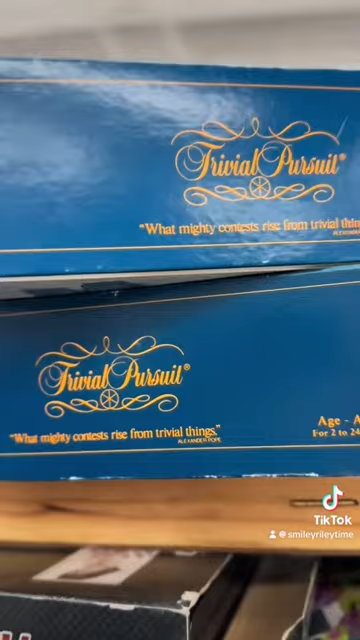 Trivial Pursuit®
"What mighty contests rise from trivial
Trivial Pursuit®
"What mighty contests rise from trivial things."
ALEXANDER POPE
Age - A
For 2 to 24
TikTok
@smileyrileytime